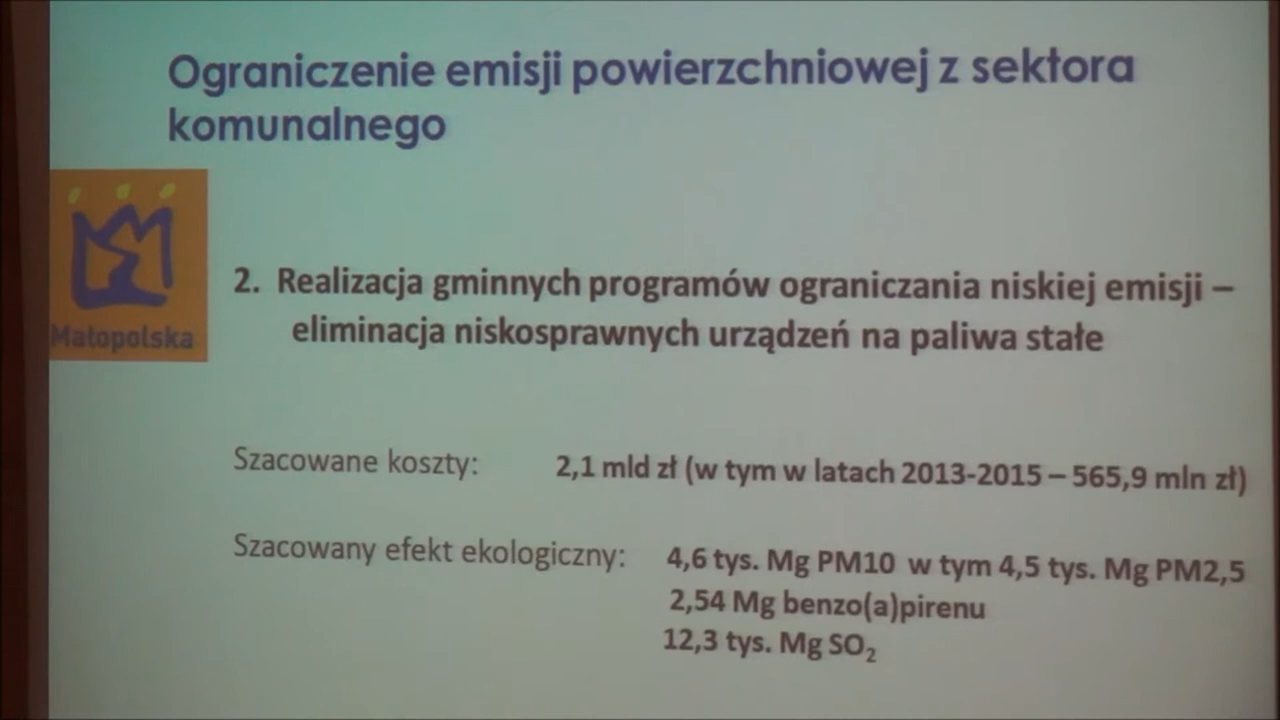 Ograniczenie emisji powierzchniowej z sektora
komunalnego
Małopolska
2. Realizacja gminnych programów ograniczania niskiej emisji –
eliminacja niskosprawnych urządzeń na paliwa stałe
Szacowane koszty: 2,1 mld zł (w tym w latach 2013-2015 – 565,9 mln zł)
Szacowany efekt ekologiczny: 4,6 tys. Mg PM10 w tym 4,5 tys. Mg PM2,5
2,54 Mg benzo(a)pirenu
12,3 tys. Mg SO₂